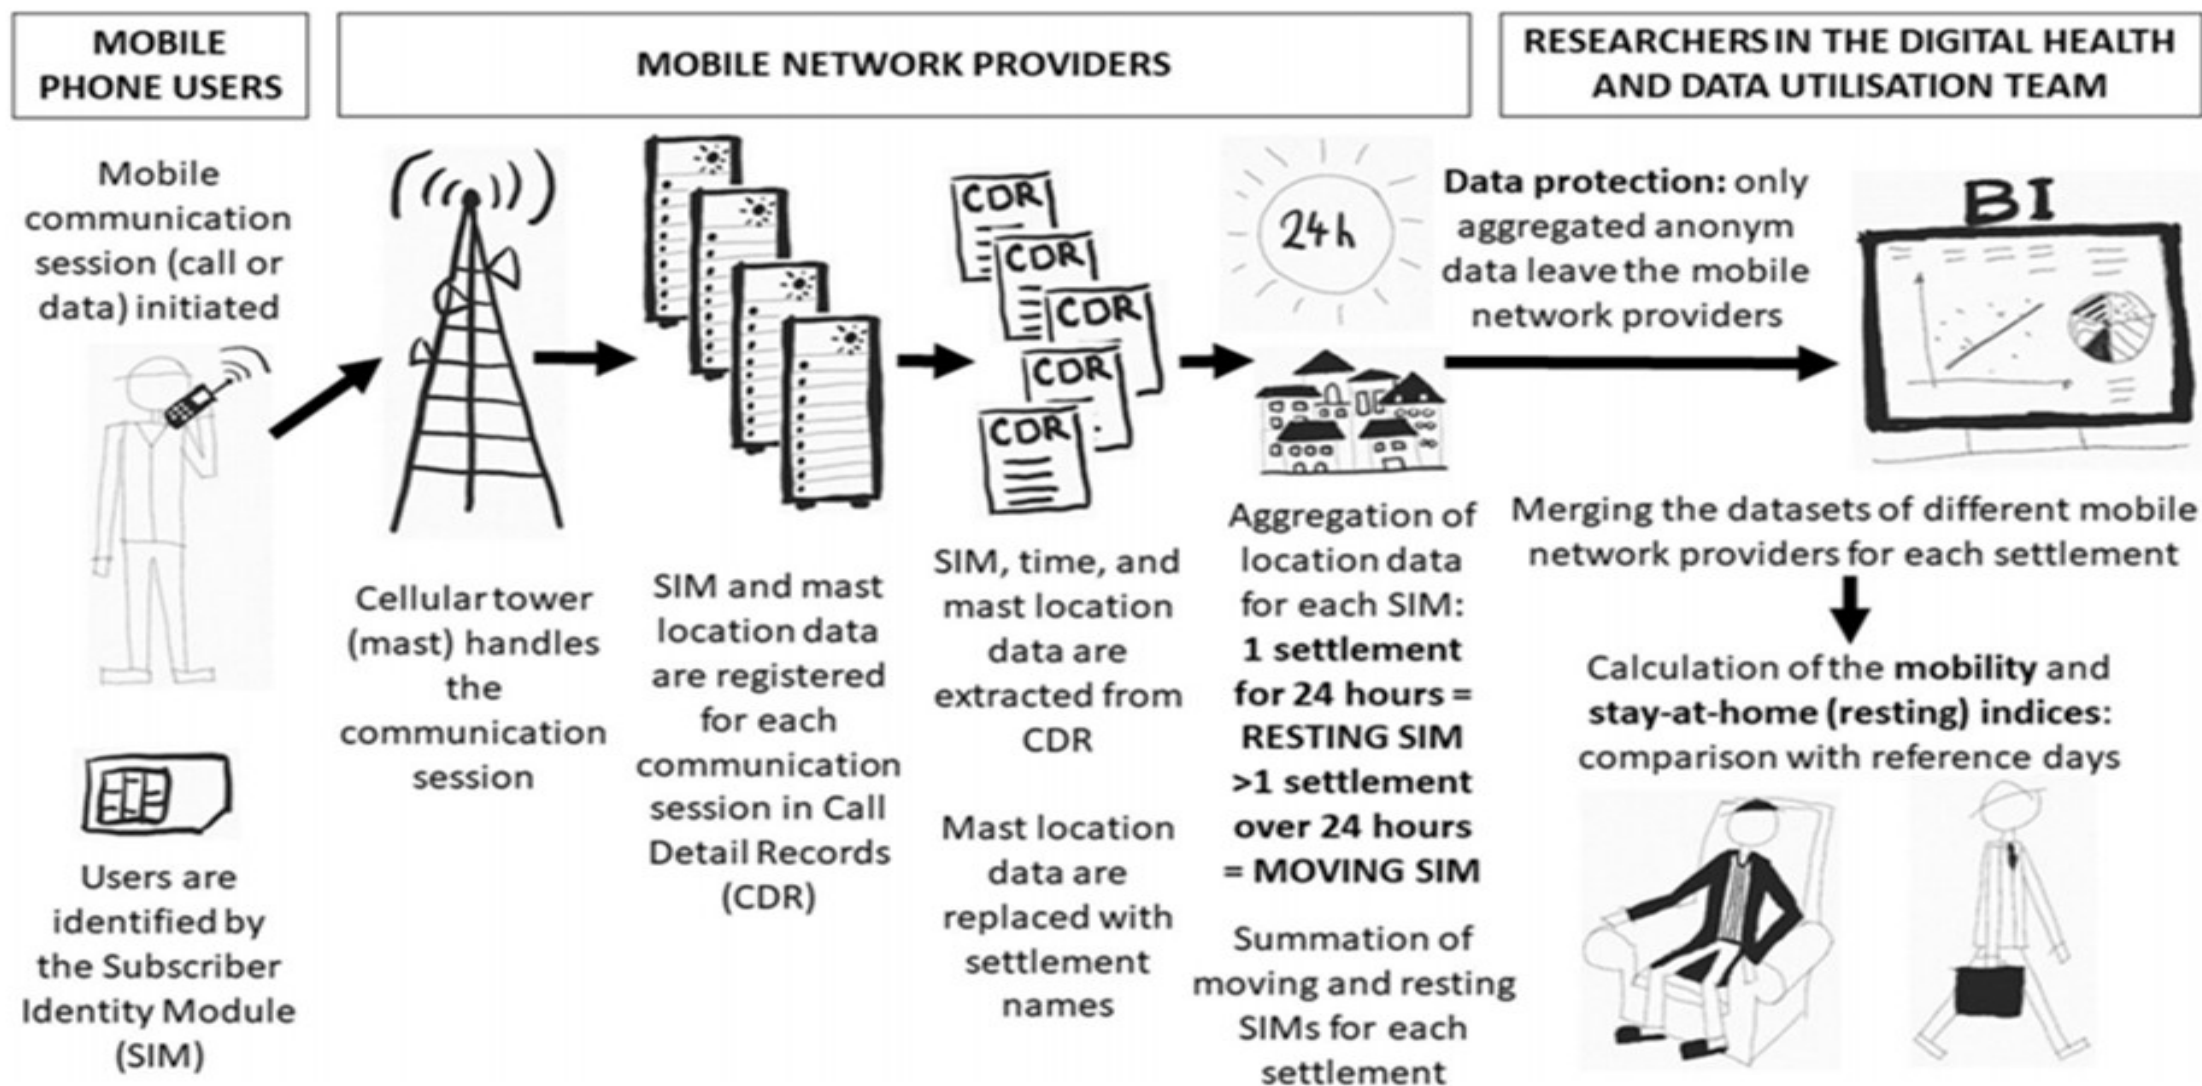 MOBILE
PHONE USERS
MOBILE NETWORK PROVIDERS
RESEARCHERS IN THE DIGITAL HEALTH
AND DATA UTILISATION TEAM
Mobile
communication
session (call or
data) initiated
Users are
identified by
the Subscriber
Identity Module
(SIM)
Cellular tower
(mast) handles
the
communication
session
SIM and mast
location data
are registered
for each
communication
session in Call
Detail Records
(CDR)
CDR
CDR
CDR
CDR
CDR
SIM, time, and
mast location
data are
extracted from
CDR
Mast location
data are
replaced with
settlement
names
24h
Aggregation of
location data
for each SIM:
1 settlement
for 24 hours =
RESTING SIM
>1 settlement
over 24 hours
= MOVING SIM
Summation of
moving and resting
SIMs for each
settlement
Data protection: only
aggregated anonym
data leave the mobile
network providers
BI
Merging the datasets of different mobile
network providers for each settlement
Calculation of the mobility and
stay-at-home (resting) indices:
comparison with reference days